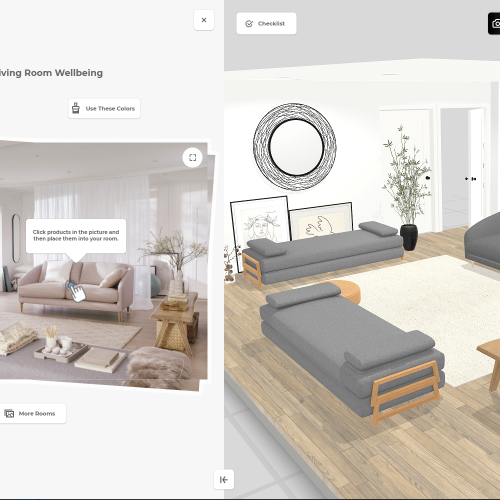 Checklist
iving Room Wellbeing
Use These Colors
Click products in the picture and
then place them into your room.
More Rooms